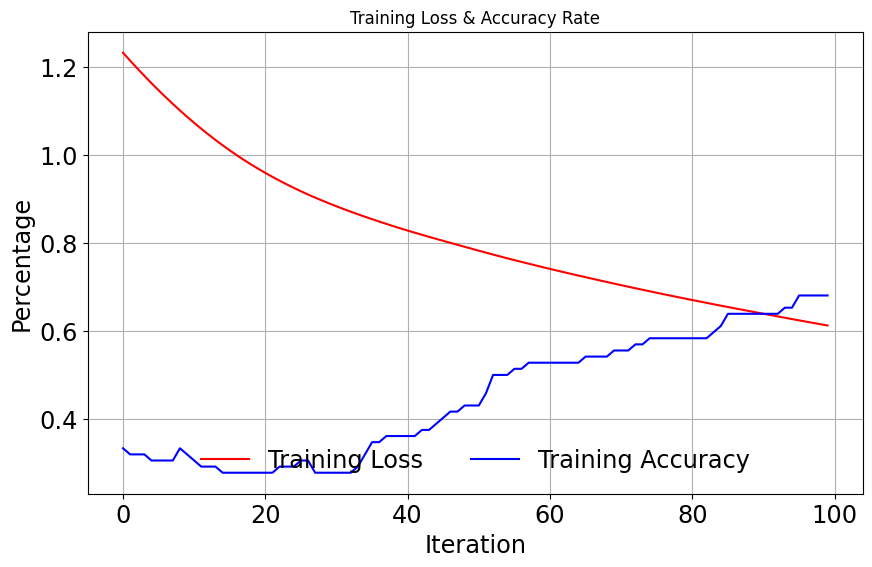 Training Loss & Accuracy Rate
1.2
1.0
0.8
0.6
0.4
Percentage
Training Loss
Training Accuracy
0 20 40 60 80 100
Iteration